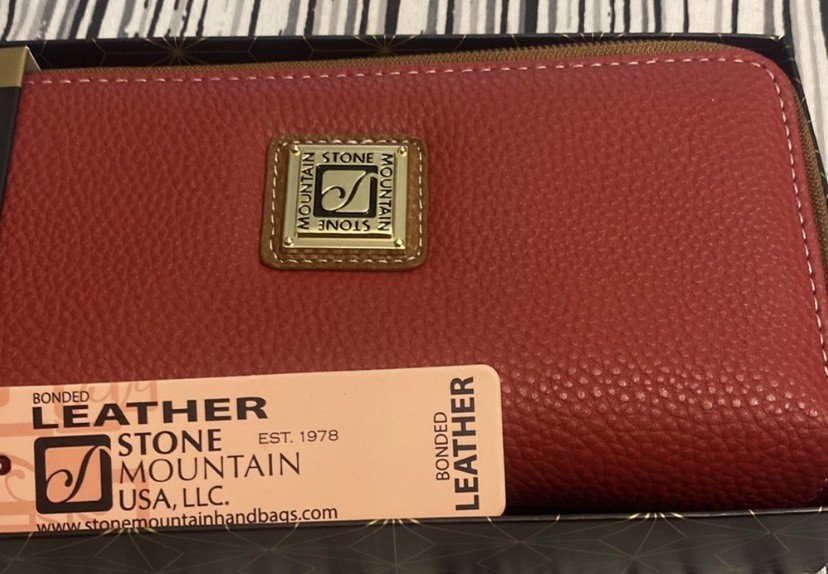 STONE
MOUNTAIN
MOUNTAIN
STONE
BONDED
LEATHER
STONE EST. 1978
MOUNTAIN
USA, LLC.
www.stonemountainhandbags.com
BONDED
LEATHER